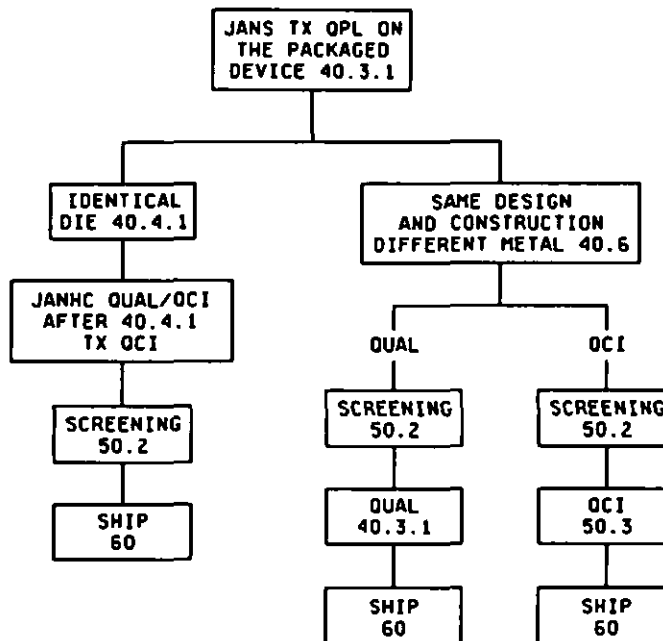 JANS TX QPL ON
THE PACKAGED
DEVICE 40.3.1
IDENTICAL
DIE 40.4.1
SAME DESIGN
AND CONSTRUCTION
DIFFERENT METAL 40.6
JANHC QUAL/QCI
AFTER 40.4.1
TX QCI
QUAL
QCI
SCREENING
50.2
SCREENING
50.2
SCREENING
50.2
SHIP
60
QUAL
40.3.1
QCI
50.3
SHIP
60
SHIP
60